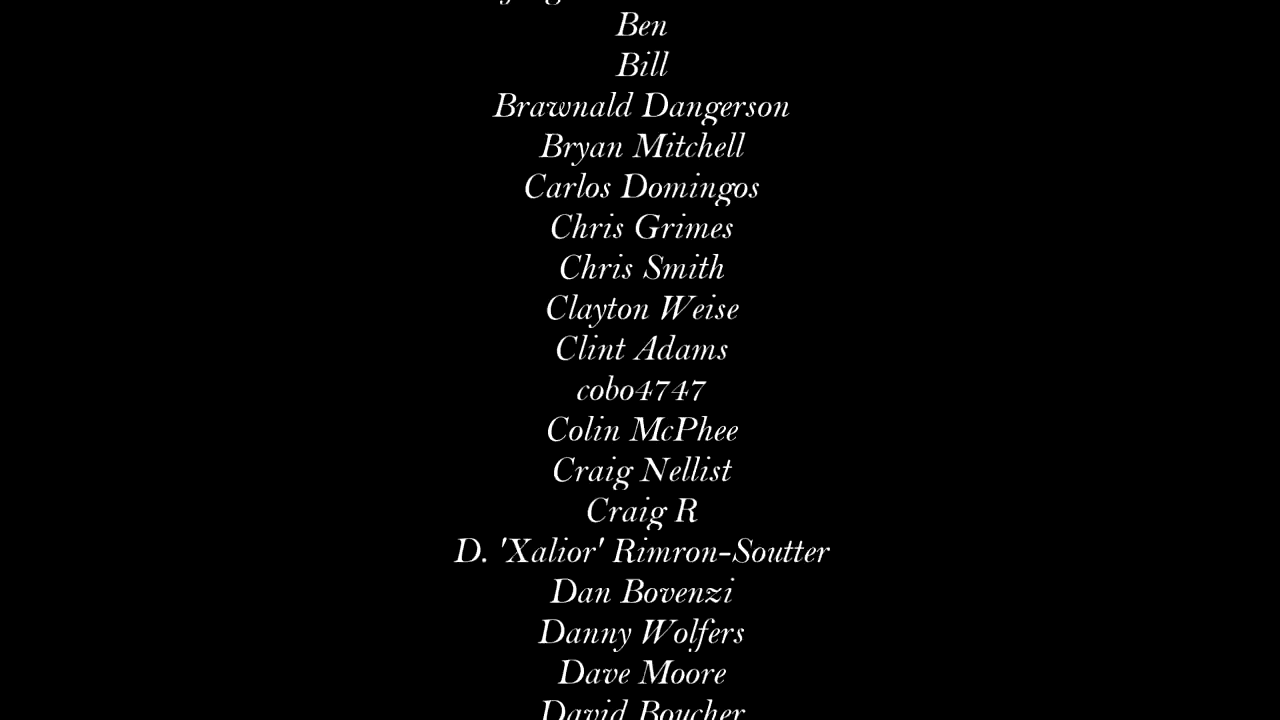 Ben
Bill
Brawnald Dangerson
Bryan Mitchell
Carlos Domingos
Chris Grimes
Chris Smith
Clayton Weise
Clint Adams
cobo4747
Colin McPhee
Craig Nellist
Craig R
D. 'Xalior' Rimron-Soutter
Dan Bovenzi
Danny Wolfers
Dave Moore
David Boucher